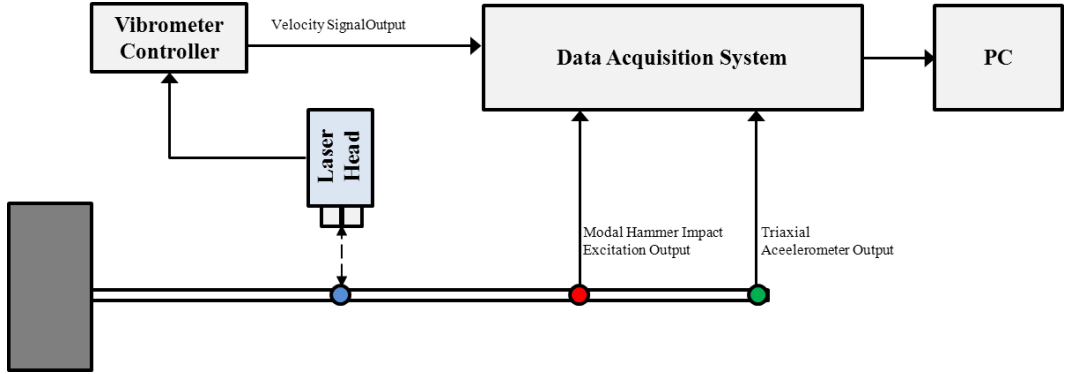 Vibrometer
Controller
Velocity SignalOutput
Data Acquisition System
PC
Laser
Head
Modal Hammer Impact
Excitation Output
Triaxial
Aceelerometer Output